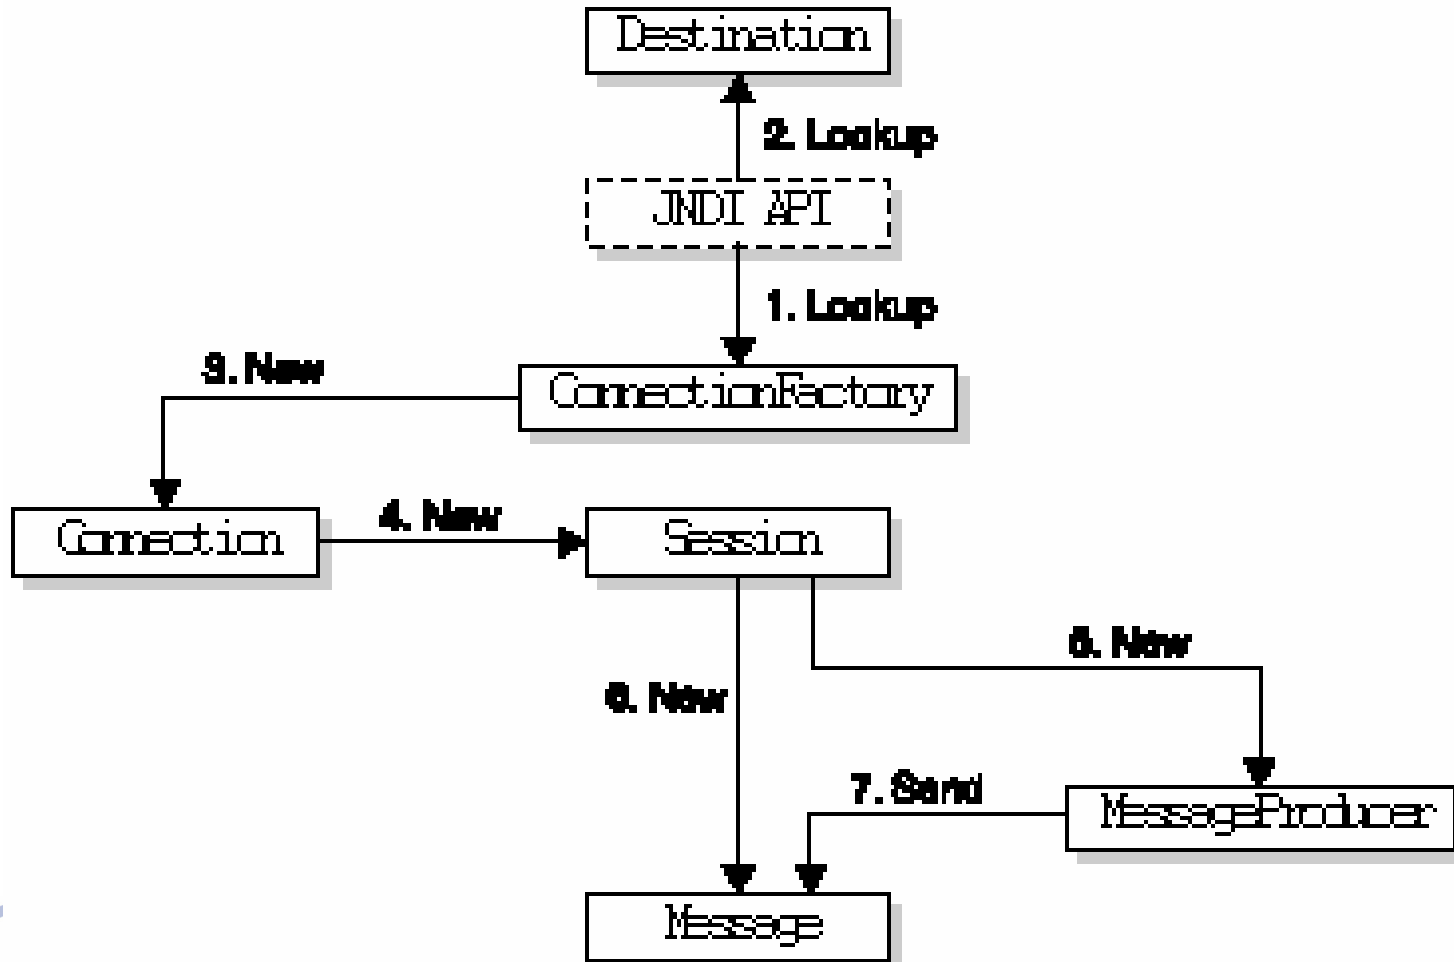 Destination
2. Lookup
JNDI API
1. Lookup
3. New
ConnectionFactory
4. New
Connection
Session
5. New
6. New
7. Send
MessageProducer
Message